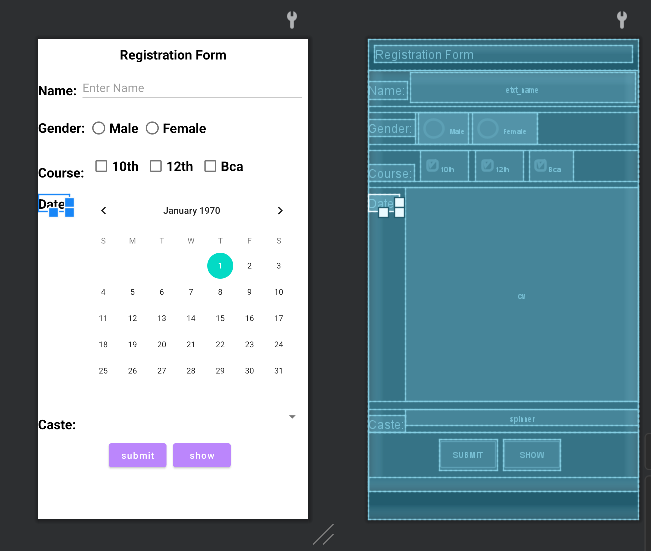 Registration Form
Name: Enter Name
Gender: Male Female
Course: 10th 12th Bca
Date
January 1970
S M T W T F S
1 2 3
4 5 6 7 8 9 10
11 12 13 14 15 16 17
18 19 20 21 22 23 24
25 26 27 28 29 30 31
Caste:
submit show
Registration Form
Name: etxt_name
Gender: Male Female
Course: 10th 12th Bca
Date
Caste: spinner
SUBMIT SHOW